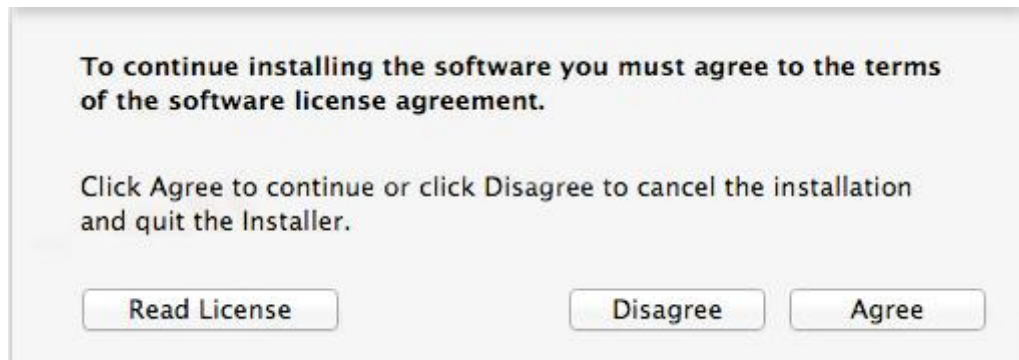 To continue installing the software you must agree to the terms
of the software license agreement.
Click Agree to continue or click Disagree to cancel the installation
and quit the Installer.
Read License
Disagree
Agree